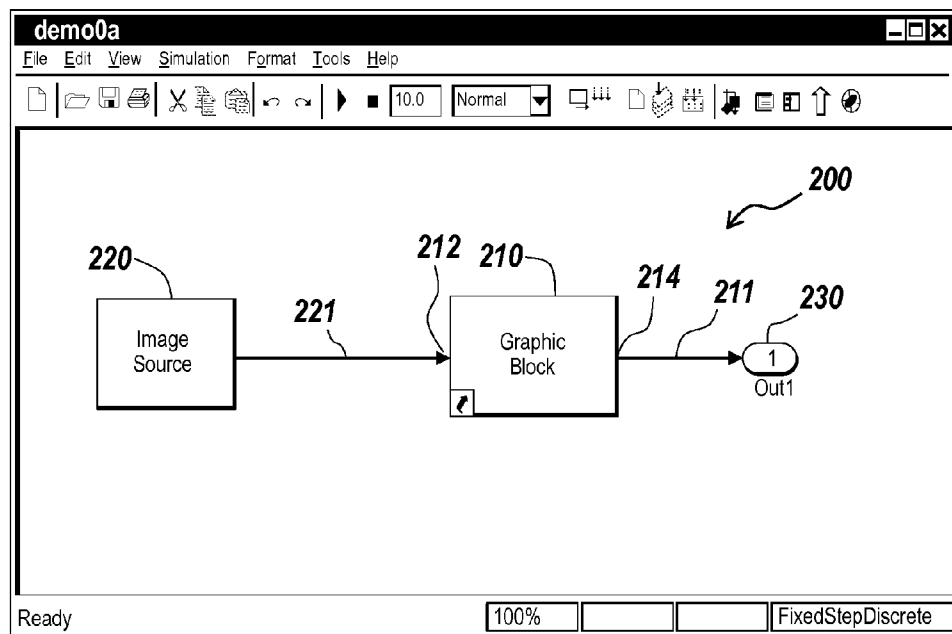 demo0a
File Edit View Simulation Format Tools Help
10.0 Normal
200
220 221 212 210 214 211 230
Image
Source
Graphic
Block
1
Out1
Ready 100% FixedStepDiscrete